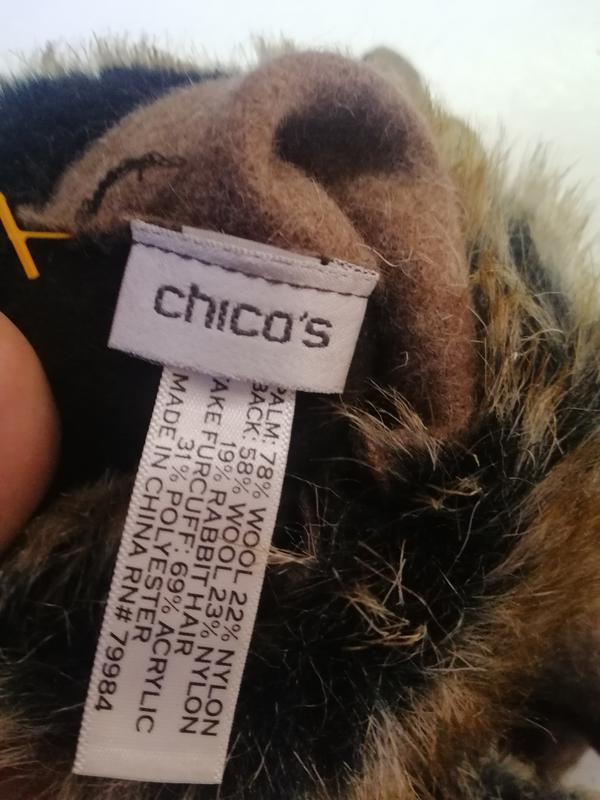 chico's
PALM: 78% WOOL 22% NYLON
BACK: 58% WOOL 23% NYLON
19% RABBIT HAIR
FAKE FUR CUFF: 69% ACRYLIC
31% POLYESTER
MADE IN CHINA RN# 79984